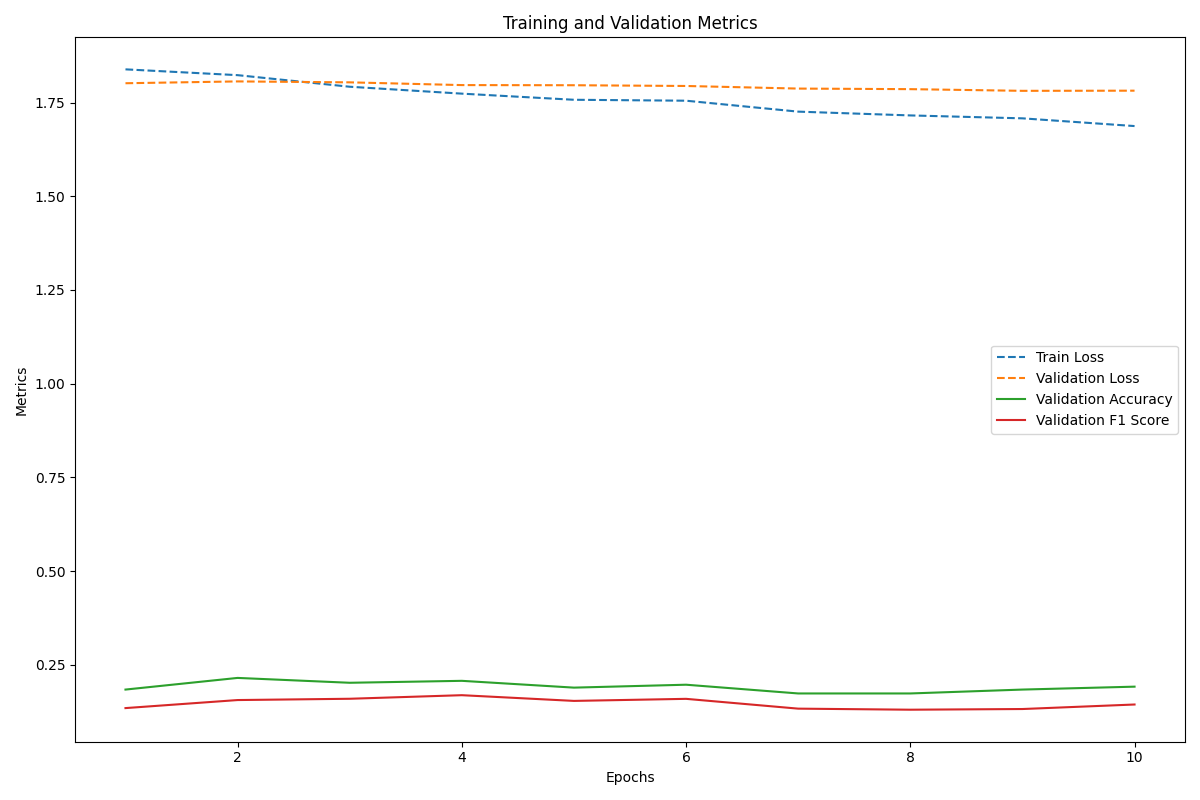 Training and Validation Metrics
Metrics
1.75
1.50
1.25
1.00
0.75
0.50
0.25
Train Loss
Validation Loss
Validation Accuracy
Validation F1 Score
2 4 6 8 10
Epochs